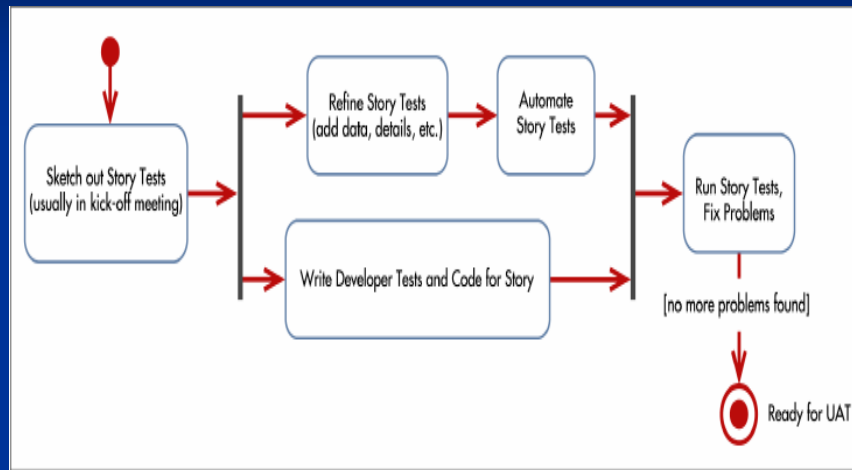 Sketch out Story Tests
(usually in kick-off meeting)
Refine Story Tests
(add data, details, etc.)
Automate
Story Tests
Write Developer Tests and Code for Story
Run Story Tests,
Fix Problems
[no more problems found]
Ready for UAT